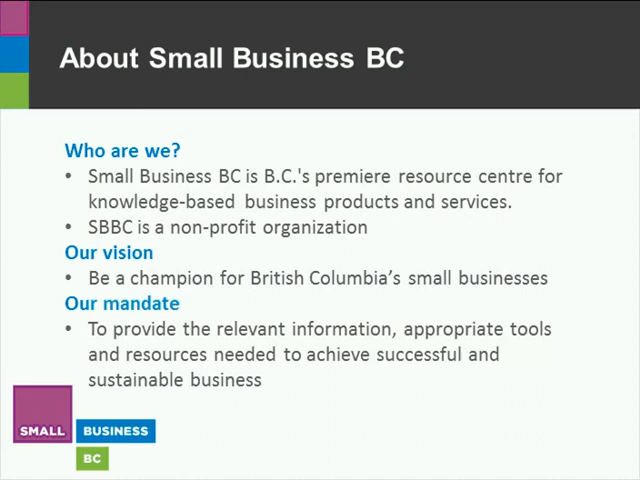 About Small Business BC
Who are we?
• Small Business BC is B.C.'s premiere resource centre for
knowledge-based business products and services.
• SBBC is a non-profit organization
Our vision
• Be a champion for British Columbia’s small businesses
Our mandate
• To provide the relevant information, appropriate tools
and resources needed to achieve successful and
sustainable business
SMALL
BUSINESS
BC